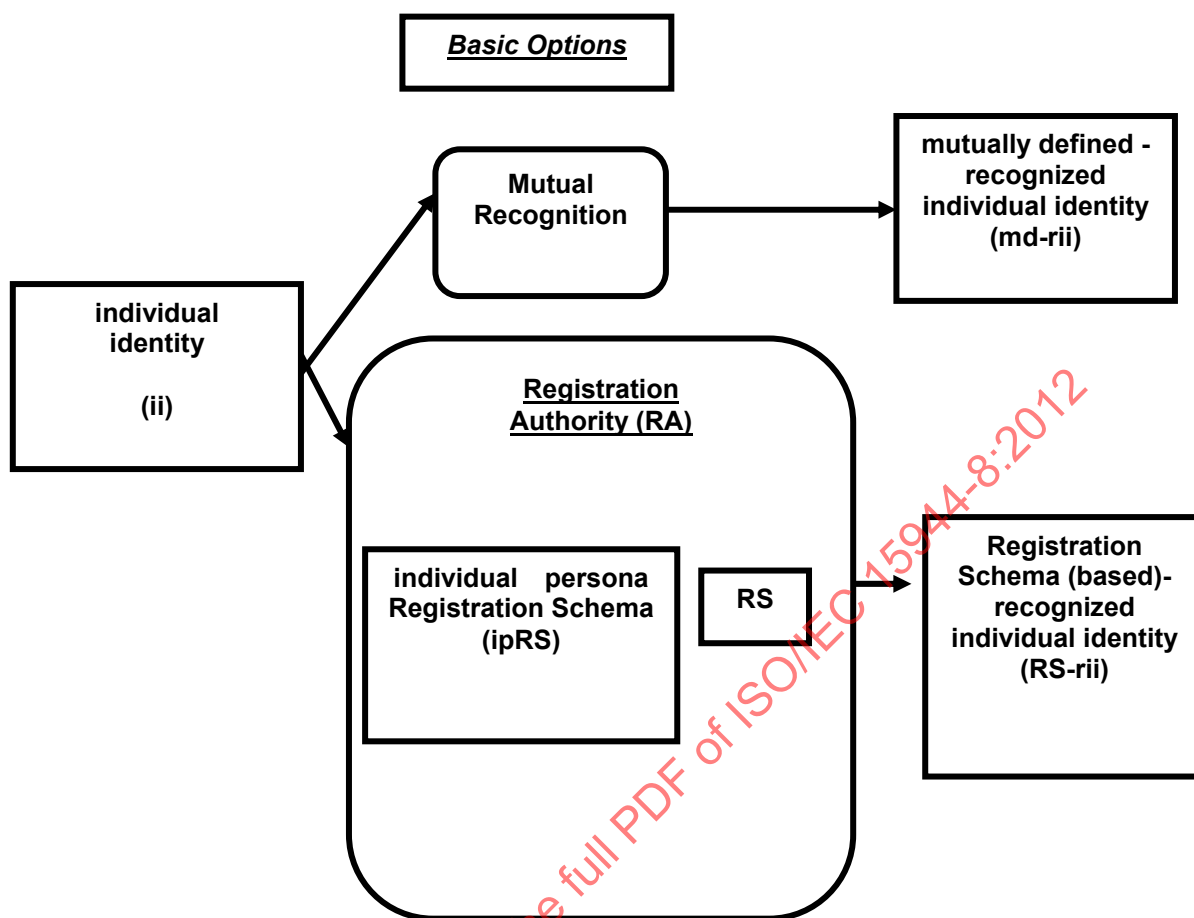 Basic Options
mutually defined -
recognized
individual identity
(md-rii)
Mutual
Recognition
individual
identity
(ii)
Registration
Authority (RA)
individual persona
Registration Schema
(ipRS)
RS
Registration
Schema (based)-
recognized
individual identity
(RS-rii)
full PDF of ISO/IEC 15944-8:2012